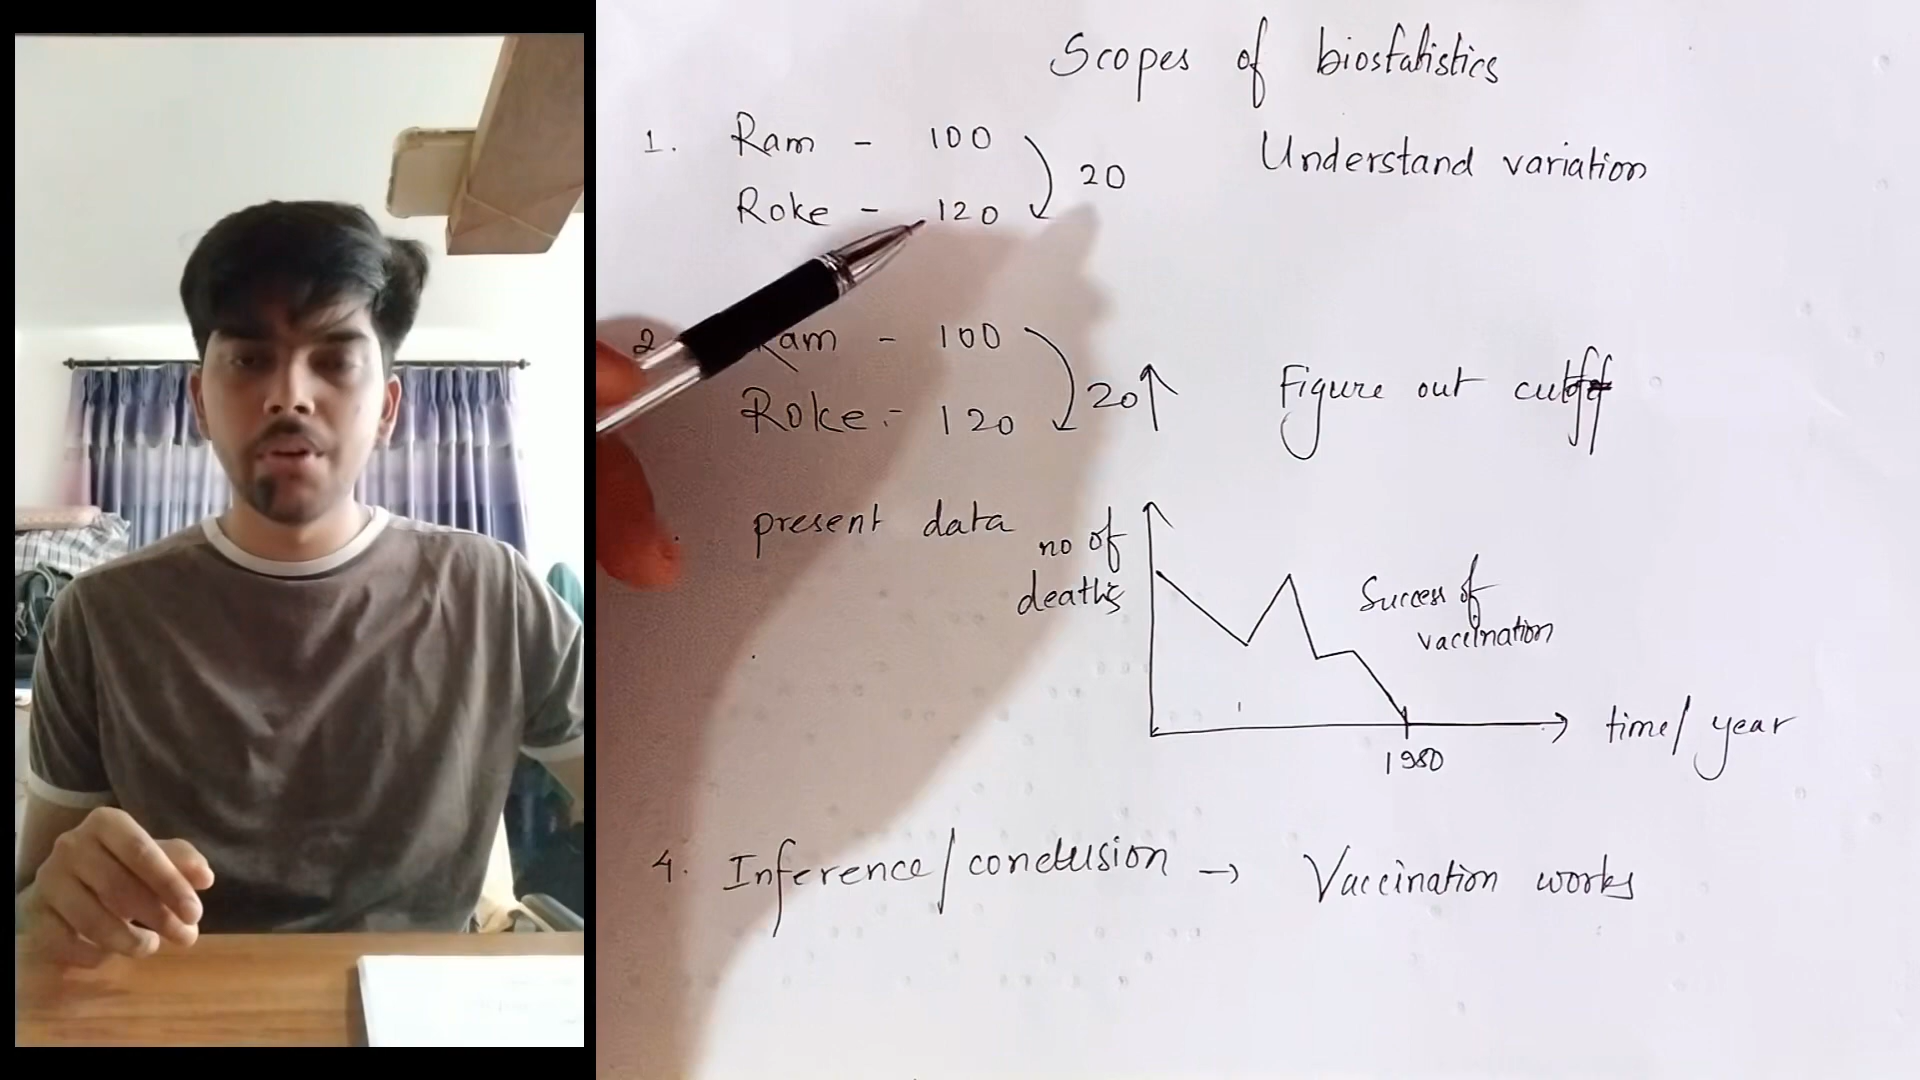 Scopes of biostatistics
1. Ram - 100
20
Understand variation
Roke - 120
2 Ram - 100
20↑
Figure out cutoff
Roke - 120
present data
no of
deaths
Success of
vaccination
time/ year
1980
4. Inference/conclusion → Vaccination works